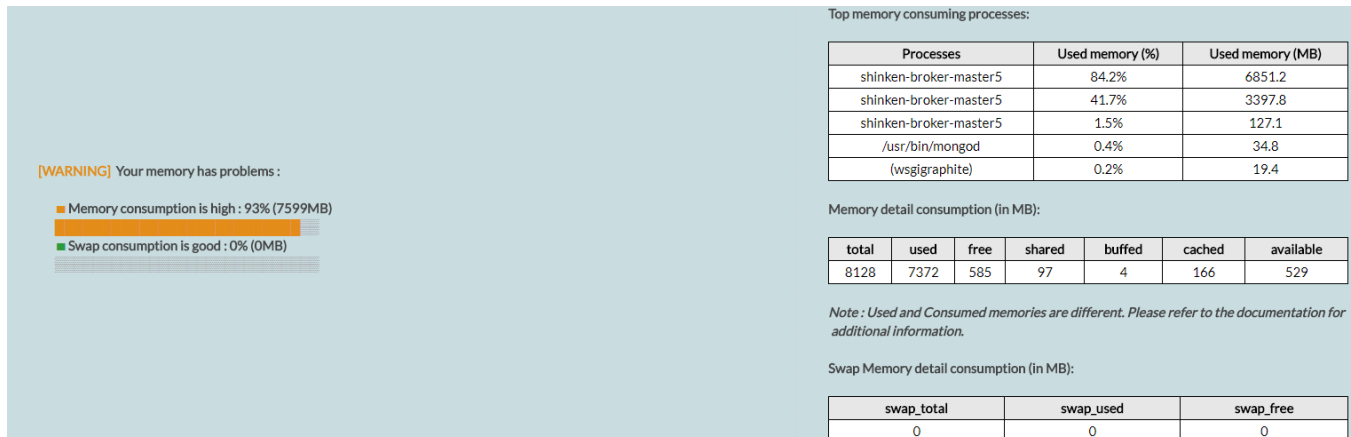 [WARNING] Your memory has problems :
Memory consumption is high : 93% (7599MB)
Swap consumption is good : 0% (0MB)
Top memory consuming processes:
Processes Used memory (%) Used memory (MB)
shinken-broker-master5 84.2% 6851.2
shinken-broker-master5 41.7% 3397.8
shinken-broker-master5 1.5% 127.1
/usr/bin/mongod 0.4% 34.8
(wsgigraphite) 0.2% 19.4
Memory detail consumption (in MB):
total used free shared buffed cached available
8128 7372 585 97 4 166 529
Note : Used and Consumed memories are different. Please refer to the documentation for
additional information.
Swap Memory detail consumption (in MB):
swap_total swap_used swap_free
0 0 0